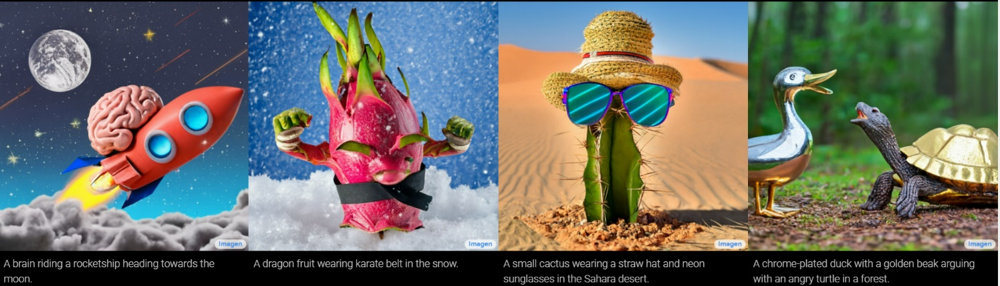 Imagen
Imagen
Imagen
Imagen
A brain riding a rocketship heading towards the
moon.
A dragon fruit wearing karate belt in the snow.
A small cactus wearing a straw hat and neon
sunglasses in the Sahara desert.
A chrome-plated duck with a golden beak arguing
with an angry turtle in a forest.